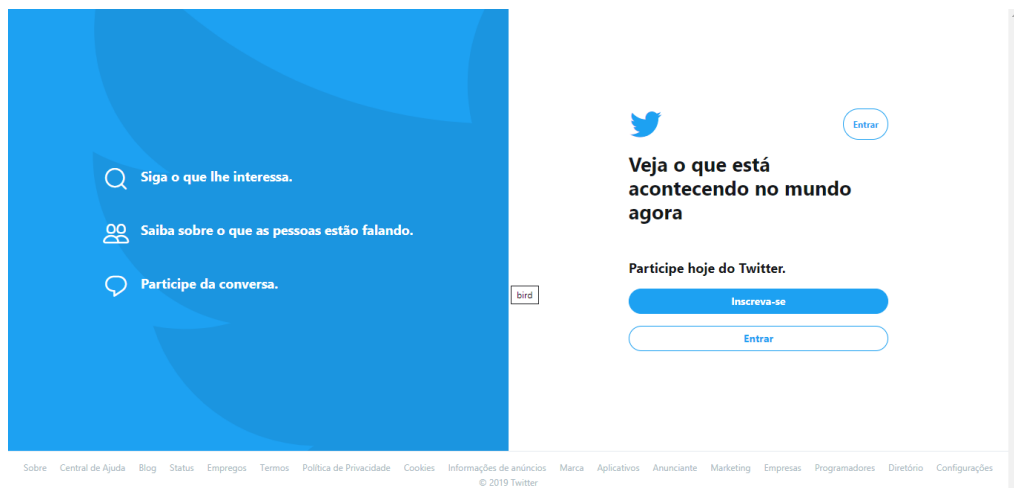 Siga o que lhe interessa.
Saiba sobre o que as pessoas estão falando.
Participe da conversa.
bird
Entrar
Veja o que está
acontecendo no mundo
agora
Participe hoje do Twitter.
Inscreva-se
Entrar
Sobre Central de Ajuda Blog Status Empregos Termos Política de Privacidade Cookies Informações de anúncios Marca Aplicativos Anunciante Marketing Empresas Programadores Diretório Configurações
© 2019 Twitter